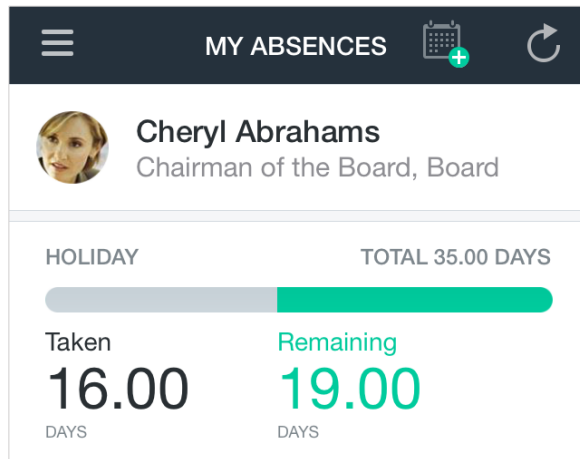 MY ABSENCES
Cheryl Abrahams
Chairman of the Board, Board
HOLIDAY TOTAL 35.00 DAYS
Taken Remaining
16.00 19.00
DAYS DAYS